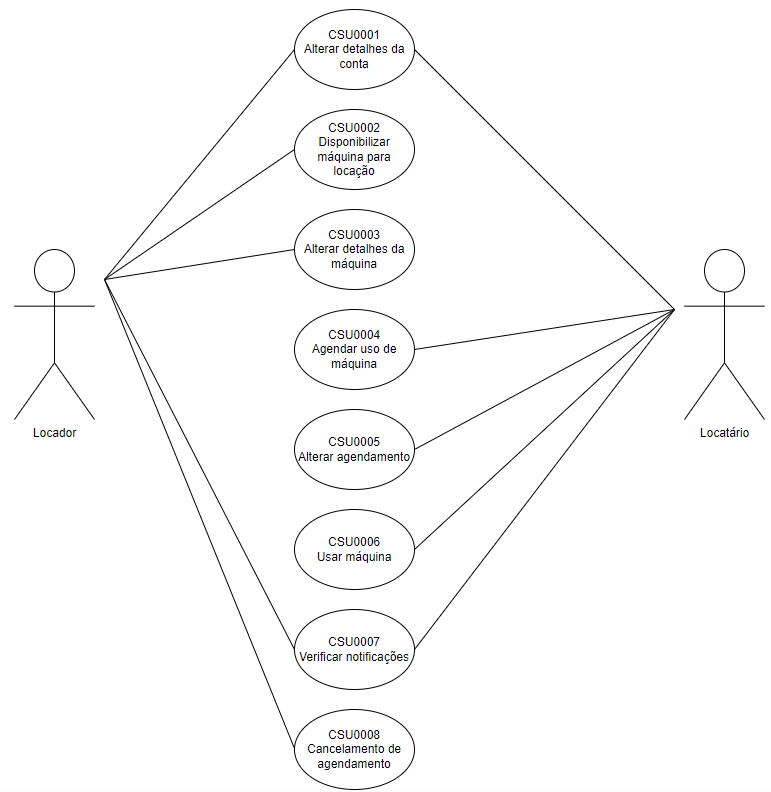 CSU0001
Alterar detalhes da
conta
CSU0002
Disponibilizar
máquina para
locação
CSU0003
Alterar detalhes da
máquina
CSU0004
Agendar uso de
máquina
Locador
Locatário
CSU0005
Alterar agendamento
CSU0006
Usar máquina
CSU0007
Verificar notificações
CSU0008
Cancelamento de
agendamento